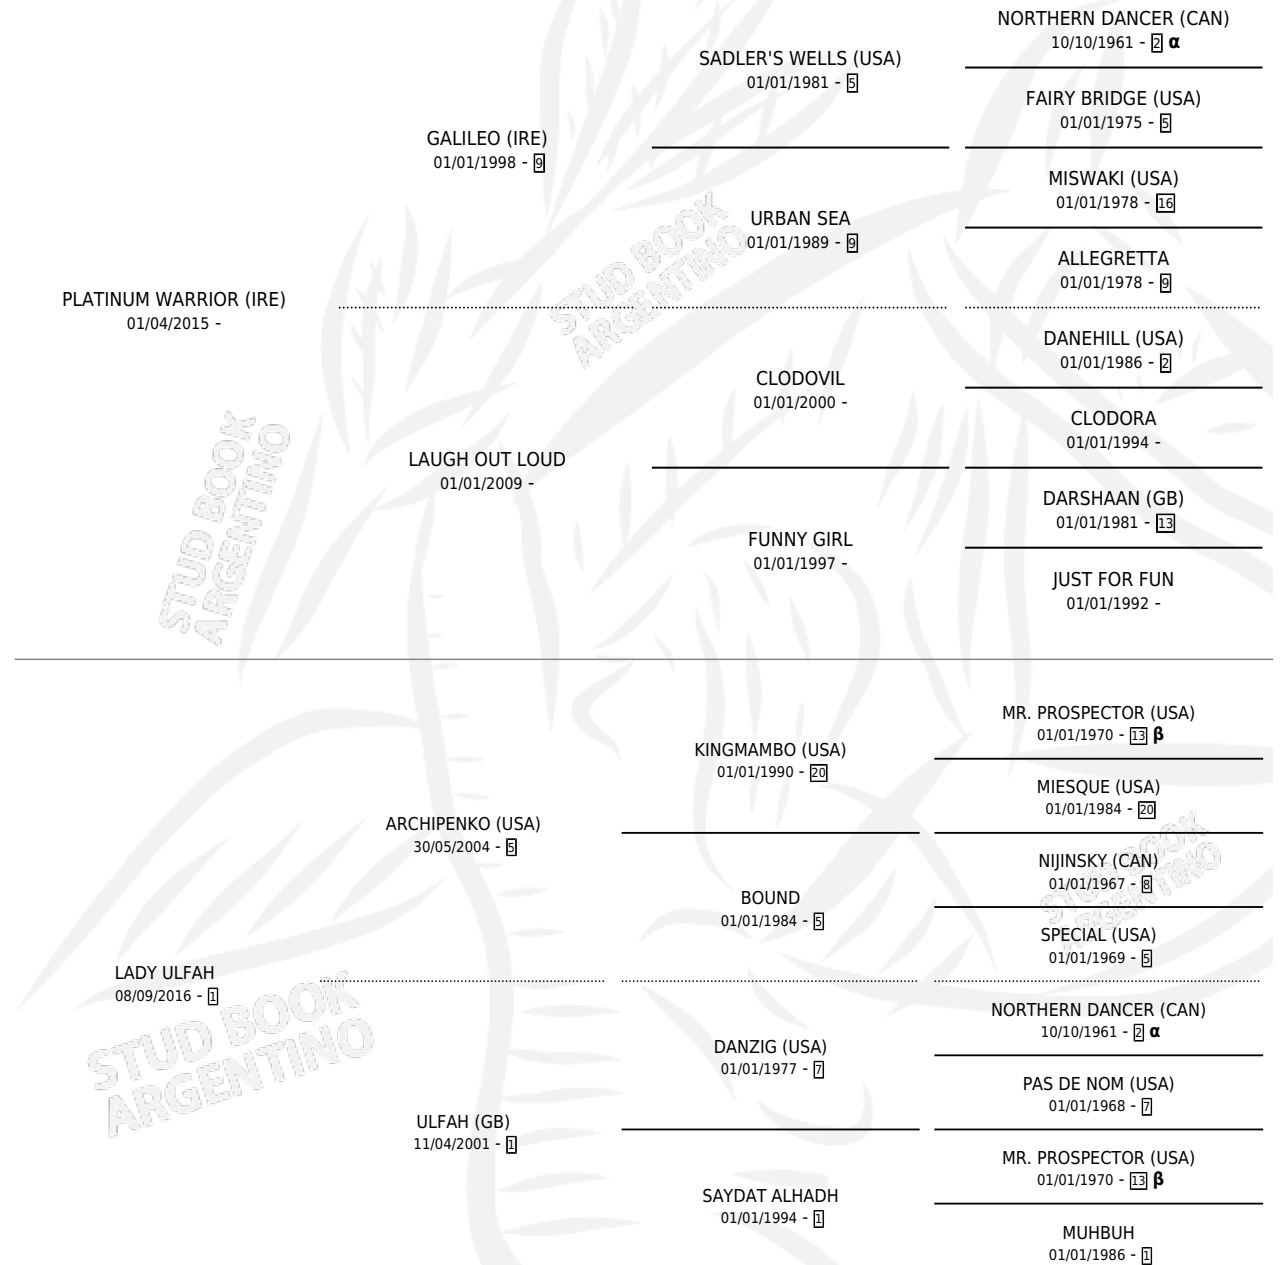 PLATINUM WARRIOR (IRE)
01/04/2015 -
GALILEO (IRE)
01/01/1998 - 9
SADLER'S WELLS (USA)
01/01/1981 - 5
NORTHERN DANCER (CAN)
10/10/1961 - 2 α
FAIRY BRIDGE (USA)
01/01/1975 - 5
URBAN SEA
01/01/1989 - 9
MISWAKI (USA)
01/01/1978 - 16
ALLEGRETTA
01/01/1978 - 9
LAUGH OUT LOUD
01/01/2009 -
CLODOVIL
01/01/2000 -
DANEHILL (USA)
01/01/1986 - 2
CLODORA
01/01/1994 -
FUNNY GIRL
01/01/1997 -
DARSHAAN (GB)
01/01/1981 - 13
JUST FOR FUN
01/01/1992 -
LADY ULFAH
08/09/2016 - 1
ARCHIPENKO (USA)
30/05/2004 - 5
KINGMAMBO (USA)
01/01/1990 - 20
MR. PROSPECTOR (USA)
01/01/1970 - 13 β
MIESQUE (USA)
01/01/1984 - 20
BOUND
01/01/1984 - 5
NIJINSKY (CAN)
01/01/1967 - 8
SPECIAL (USA)
01/01/1969 - 5
ULFAH (GB)
11/04/2001 - 1
DANZIG (USA)
01/01/1977 - 7
NORTHERN DANCER (CAN)
10/10/1961 - 2 α
PAS DE NOM (USA)
01/01/1968 - 7
SAYDAT ALHADH
01/01/1994 - 1
MR. PROSPECTOR (USA)
01/01/1970 - 13 β
MUHBUH
01/01/1986 - 1
STUD BOOK
ARGENTINO
STUD BOOK
ARGENTINO
STUD BOOK
ARGENTINO
STUD BOOK
ARGENTINO